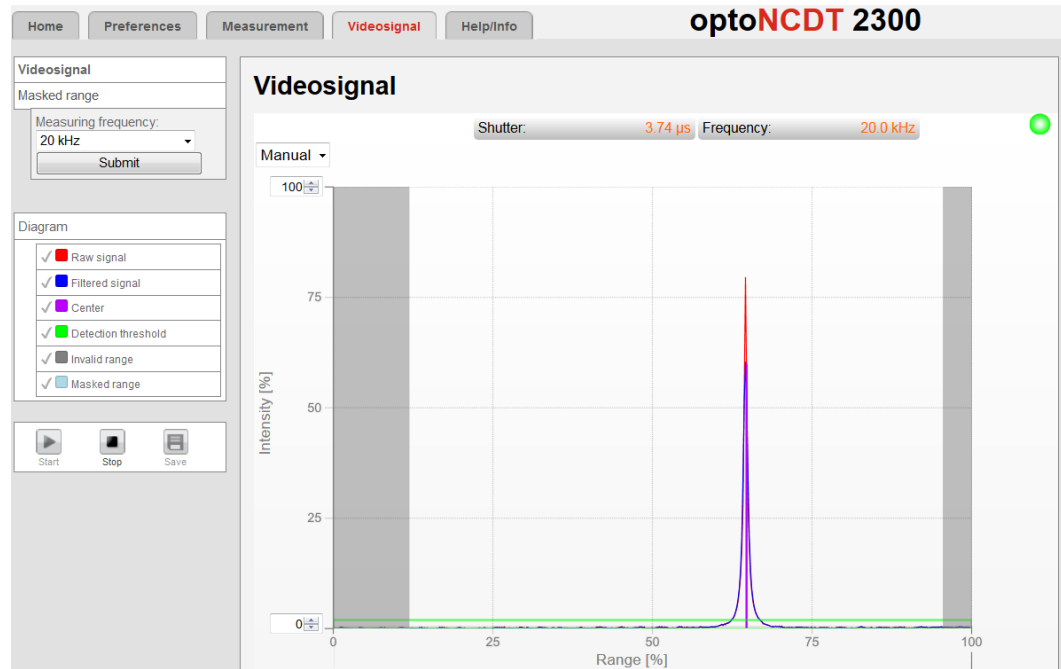 Home
Preferences
Measurement
Videosignal
Help/Info
optoNCDT 2300
Videosignal
Masked range
Measuring frequency:
20 kHz
Submit
Diagram
Raw signal
Filtered signal
Center
Detection threshold
Invalid range
Masked range
Start
Stop
Save
Videosignal
Shutter: 3.74 µs
Frequency: 20.0 kHz
Manual
100
75
50
25
0
Intensity [%]
0 25 50 75 100
Range [%]